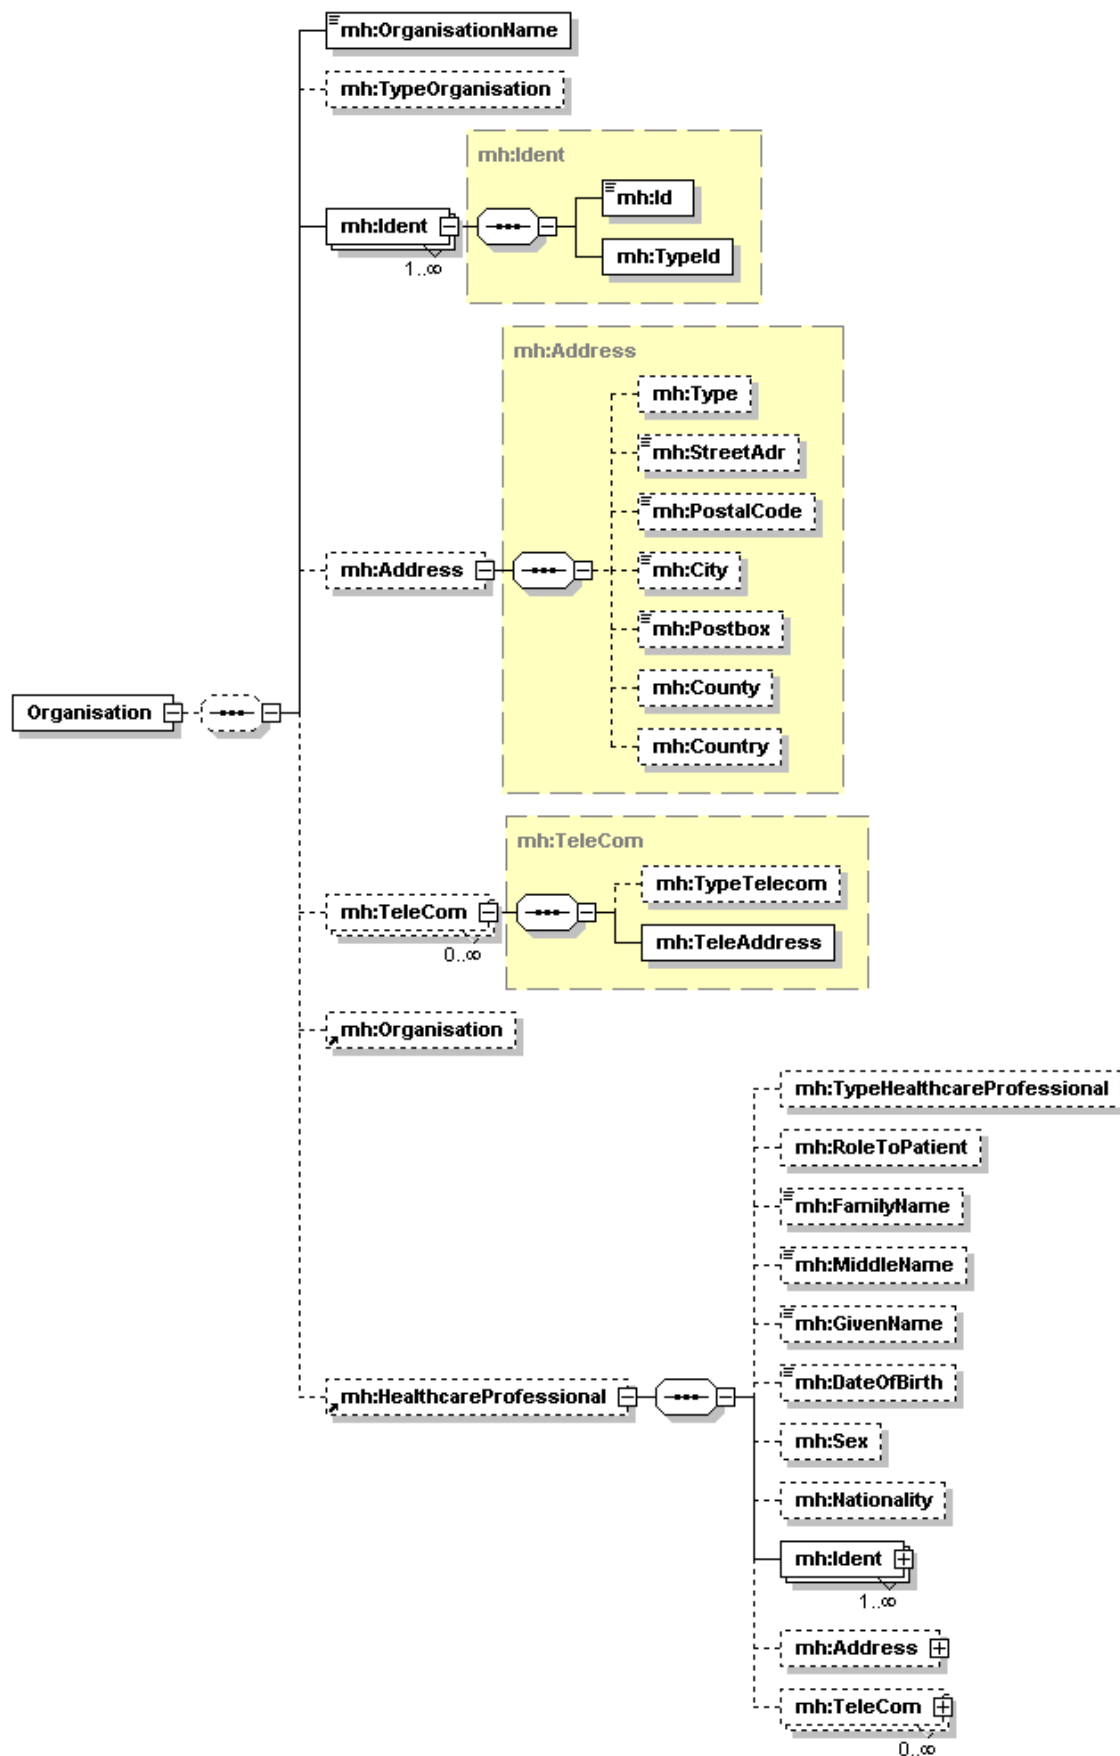 mh:OrganisationName
mh:TypeOrganisation
mh:Ident
mh:Id
mh:Ident
mh:TypeId
1..∞
mh:Address
mh:Type
mh:StreetAdr
mh:PostalCode
mh:Address
mh:City
mh:Postbox
mh:County
Organisation
mh:Country
mh:TeleCom
mh:TypeTelecom
mh:TeleCom
mh:TeleAddress
0..∞
mh:Organisation
mh:TypeHealthcareProfessional
mh:RoleToPatient
mh:FamilyName
mh:MiddleName
mh:GivenName
mh:HealthcareProfessional
mh:DateOfBirth
mh:Sex
mh:Nationality
mh:Ident
1..∞
mh:Address
mh:TeleCom
0..∞